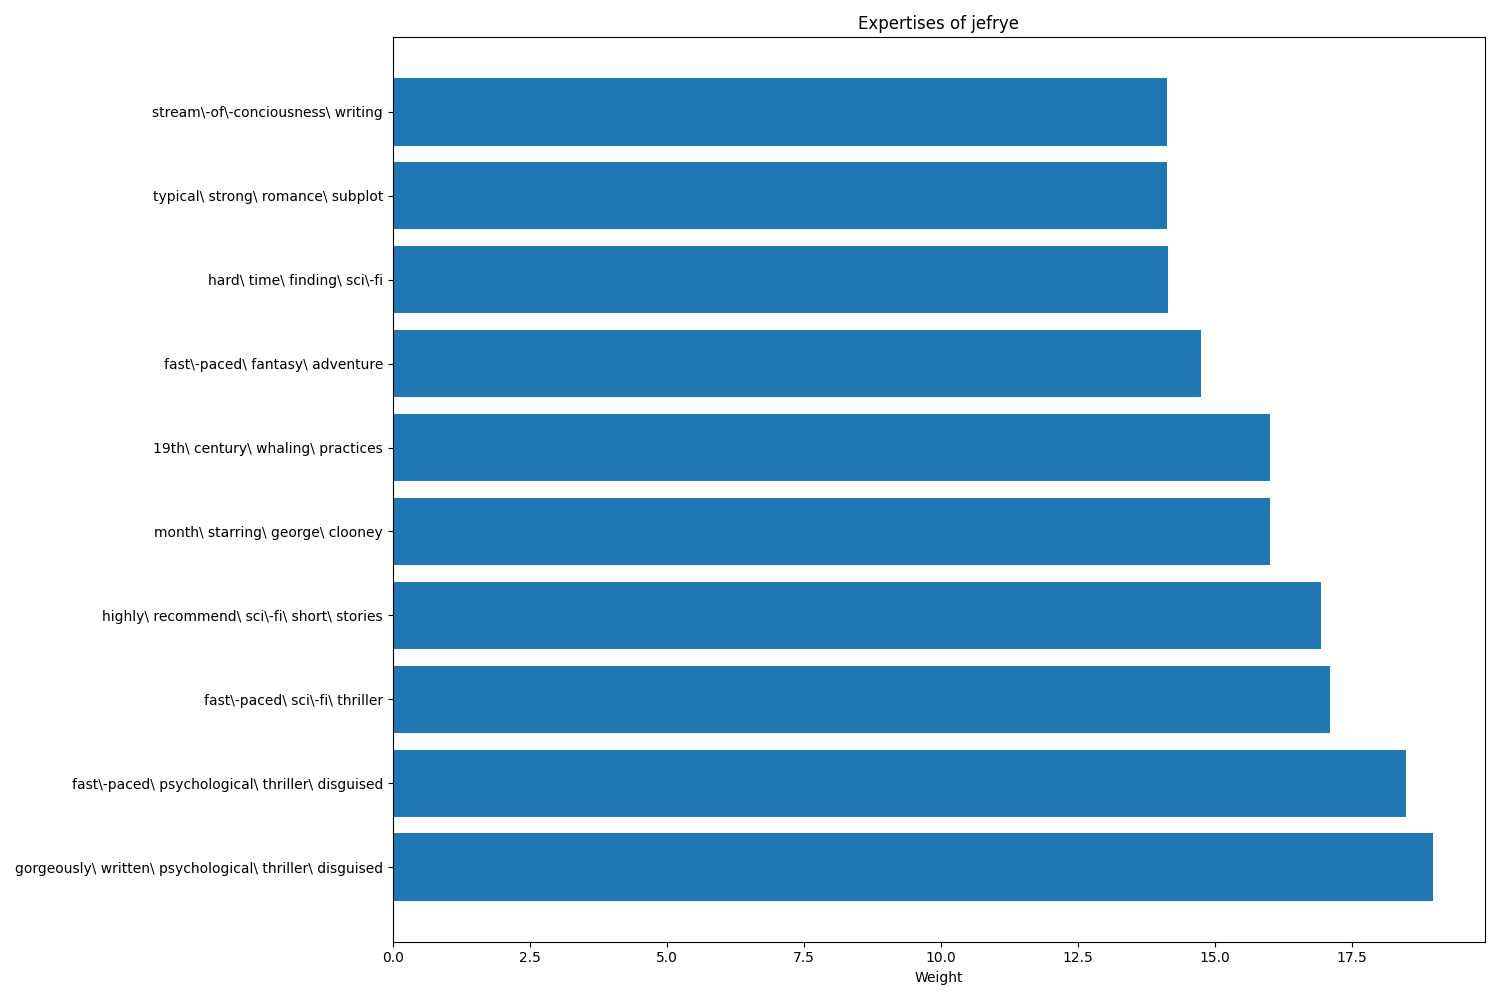 Expertises of jefrye
stream\-of\-conciousness\ writing
typical\ strong\ romance\ subplot
hard\ time\ finding\ sci\-fi
fast\-paced\ fantasy\ adventure
19th\ century\ whaling\ practices
month\ starring\ george\ clooney
highly\ recommend\ sci\-fi\ short\ stories
fast\-paced\ sci\-fi\ thriller
fast\-paced\ psychological\ thriller\ disguised
gorgeously\ written\ psychological\ thriller\ disguised
0.0 2.5 5.0 7.5 10.0 12.5 15.0 17.5
Weight